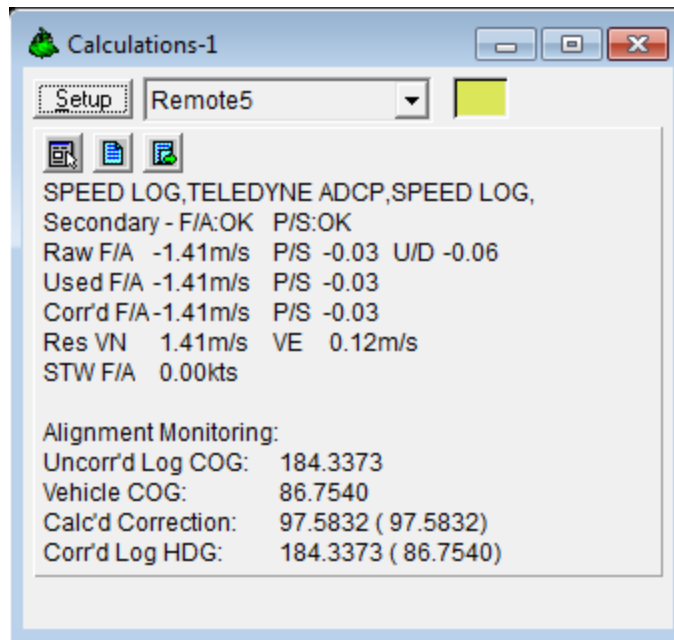 Calculations-1
Setup Remote5
SPEED LOG,TELEDYNE ADCP,SPEED LOG,
Secondary - F/A:OK P/S:OK
Raw F/A -1.41m/s P/S -0.03 U/D -0.06
Used F/A -1.41m/s P/S -0.03
Corr'd F/A -1.41m/s P/S -0.03
Res VN 1.41m/s VE 0.12m/s
STW F/A 0.00kts
Alignment Monitoring:
Uncorr'd Log COG: 184.3373
Vehicle COG: 86.7540
Calc'd Correction: 97.5832 ( 97.5832)
Corr'd Log HDG: 184.3373 ( 86.7540)